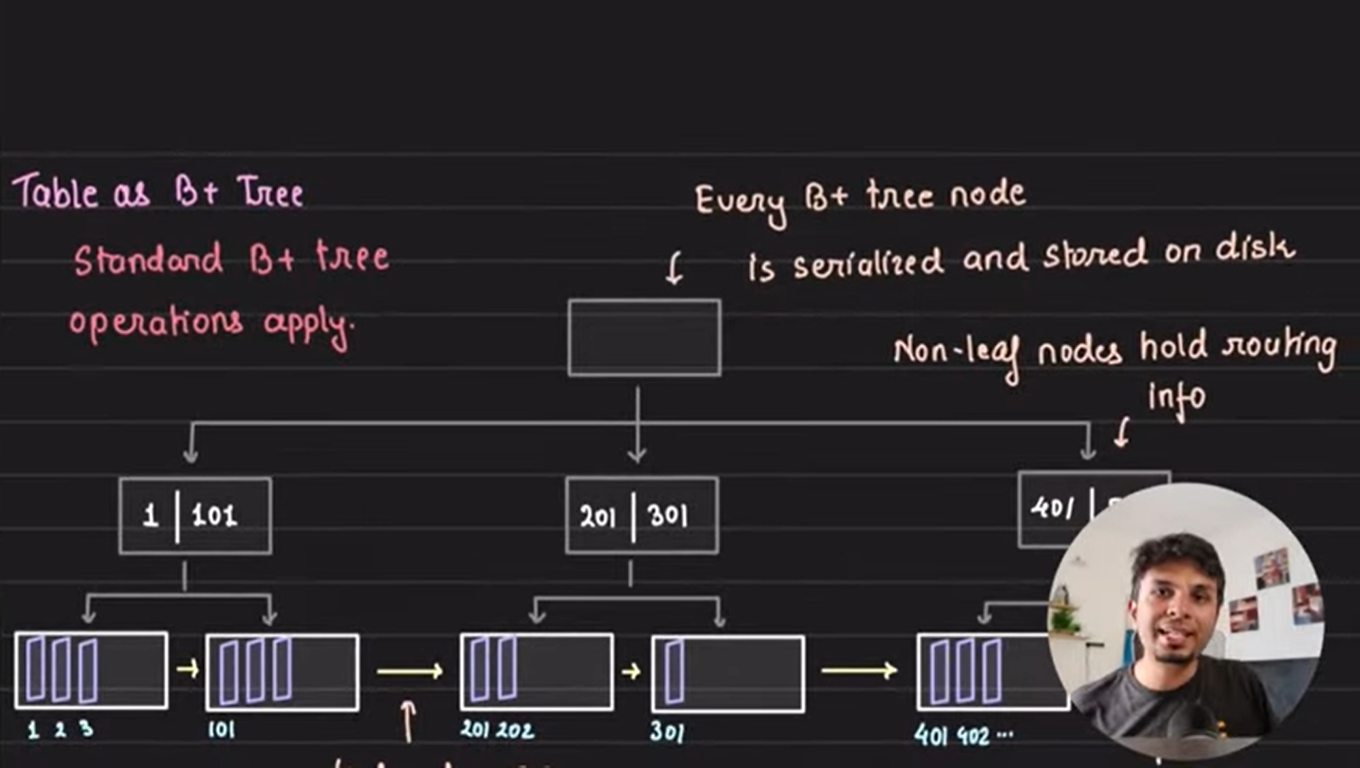 Table as B+ Tree
Standard B+ tree
operations apply.
Every B+ tree node
is serialized and stored on disk
Non-leaf nodes hold routing
info
1 | 101
201 | 301
401 |
1 2 3
101
201 202
301
401 402 ...